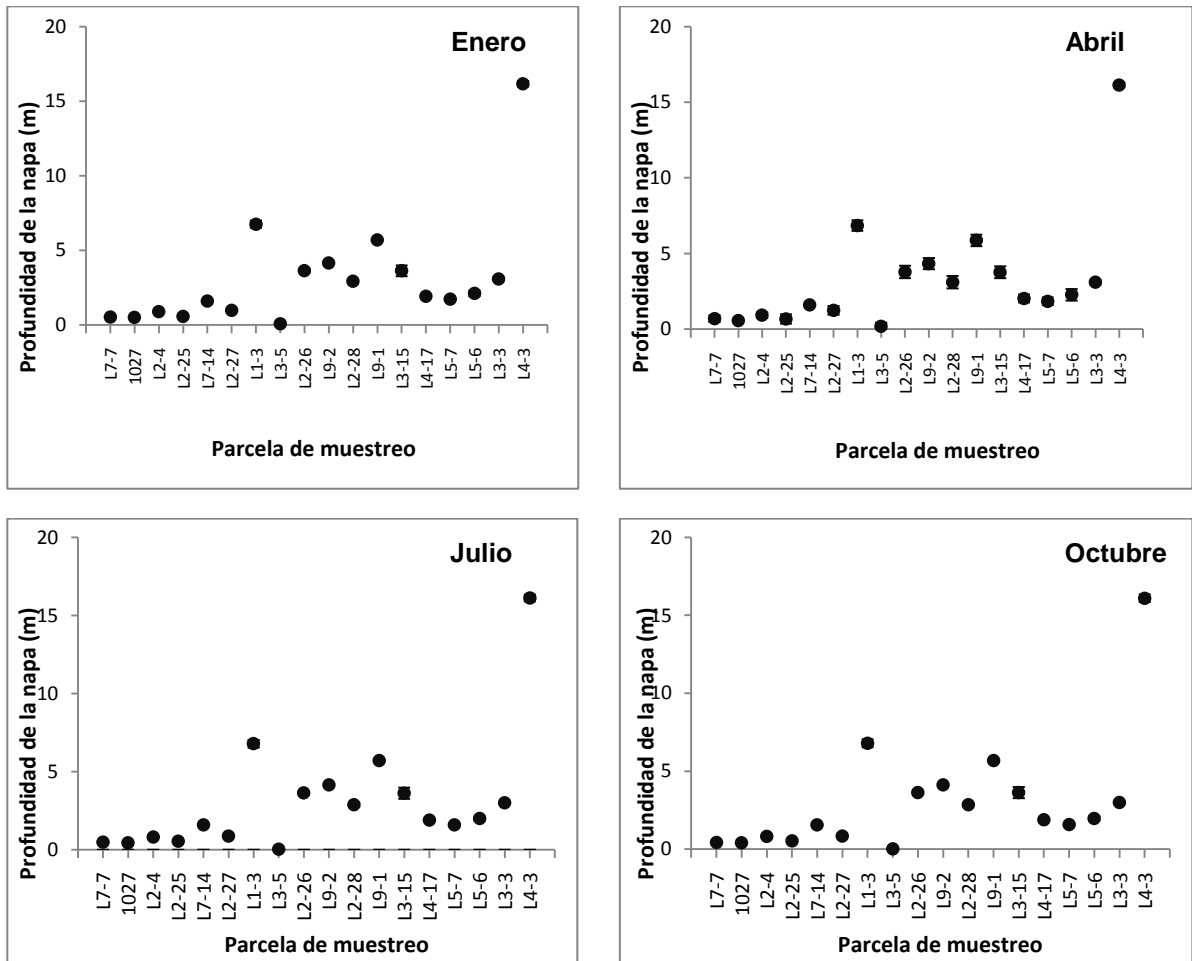 Enero
Profundidad de la napa (m)
20
15
10
5
0
L7-7
1027
L2-4
L2-25
L7-14
L2-27
L1-3
L3-5
L2-26
L9-2
L2-28
L9-1
L3-15
L4-17
L5-7
L5-6
L3-3
L4-3
Parcela de muestreo
Abril
Profundidad de la napa (m)
20
15
10
5
0
L7-7
1027
L2-4
L2-25
L7-14
L2-27
L1-3
L3-5
L2-26
L9-2
L2-28
L9-1
L3-15
L4-17
L5-7
L5-6
L3-3
L4-3
Parcela de muestreo
Julio
Profundidad de la napa (m)
20
15
10
5
0
L7-7
1027
L2-4
L2-25
L7-14
L2-27
L1-3
L3-5
L2-26
L9-2
L2-28
L9-1
L3-15
L4-17
L5-7
L5-6
L3-3
L4-3
Parcela de muestreo
Octubre
Profundidad de la napa (m)
20
15
10
5
0
L7-7
1027
L2-4
L2-25
L7-14
L2-27
L1-3
L3-5
L2-26
L9-2
L2-28
L9-1
L3-15
L4-17
L5-7
L5-6
L3-3
L4-3
Parcela de muestreo